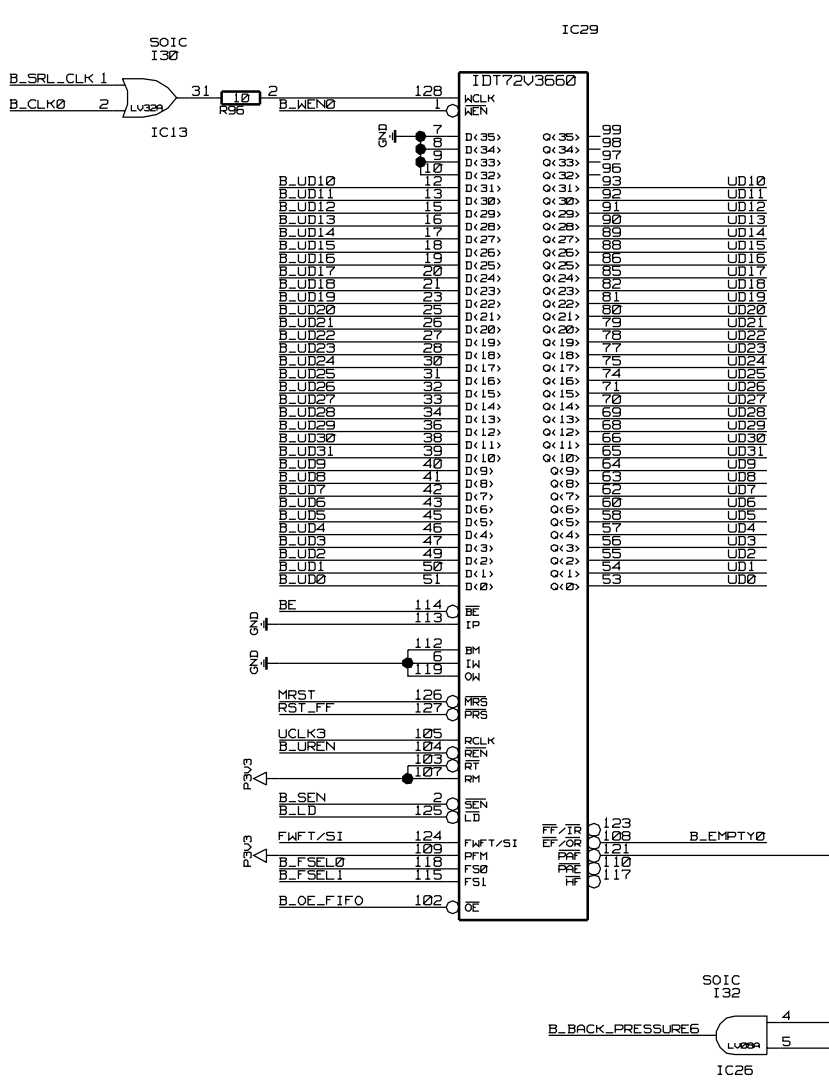 IC29
SOIC
I30
IDT72V3660
B_SRL_CLK 1 31 10 2 128 WCLK
B_CLK0 2 LV32A R96 B_WEN0 1 WEN
IC13
GND 7 D<35> Q<35> 99
8 D<34> Q<34> 98
9 D<33> Q<33> 97
10 D<32> Q<32> 96
B_UD10 12 D<31> Q<31> 93 UD10
B_UD11 13 D<30> Q<30> 92 UD11
B_UD12 15 D<29> Q<29> 91 UD12
B_UD13 16 D<28> Q<28> 90 UD13
B_UD14 17 D<27> Q<27> 89 UD14
B_UD15 18 D<26> Q<26> 88 UD15
B_UD16 19 D<25> Q<25> 86 UD16
B_UD17 20 D<24> Q<24> 85 UD17
B_UD18 21 D<23> Q<23> 82 UD18
B_UD19 23 D<22> Q<22> 81 UD19
B_UD20 25 D<21> Q<21> 80 UD20
B_UD21 26 D<20> Q<20> 79 UD21
B_UD22 27 D<19> Q<19> 78 UD22
B_UD23 28 D<18> Q<18> 77 UD23
B_UD24 30 D<17> Q<17> 75 UD24
B_UD25 31 D<16> Q<16> 74 UD25
B_UD26 32 D<15> Q<15> 71 UD26
B_UD27 33 D<14> Q<14> 70 UD27
B_UD28 34 D<13> Q<13> 69 UD28
B_UD29 36 D<12> Q<12> 68 UD29
B_UD30 38 D<11> Q<11> 66 UD30
B_UD31 39 D<10> Q<10> 65 UD31
B_UD9 40 D<9> Q<9> 64 UD9
B_UD8 41 D<8> Q<8> 63 UD8
B_UD7 42 D<7> Q<7> 62 UD7
B_UD6 43 D<6> Q<6> 60 UD6
B_UD5 45 D<5> Q<5> 58 UD5
B_UD4 46 D<4> Q<4> 57 UD4
B_UD3 47 D<3> Q<3> 56 UD3
B_UD2 49 D<2> Q<2> 55 UD2
B_UD1 50 D<1> Q<1> 54 UD1
B_UD0 51 D<0> Q<0> 53 UD0
BE 114 BE
GND 113 IP
112 BM
GND 6 IW
119 OW
MRST 126 MRS
RST_FF 127 PRS
UCLK3 105 RCLK
B_UREN 104 REN
103 RT
P3V3 107 RM
B_SEN 2 SEN
B_LD 125 LD
FF/IR 123
FWFT/SI 124 FWFT/SI EF/OR 108 B_EMPTY0
P3V3 109 PFM PAF 121
B_FSEL0 118 FS0 PAE 110
B_FSEL1 115 FS1 HF 117
B_OE_FIFO 102 OE
SOIC
I32
4
B_BACK_PRESSURE6 LV08A 5
IC26